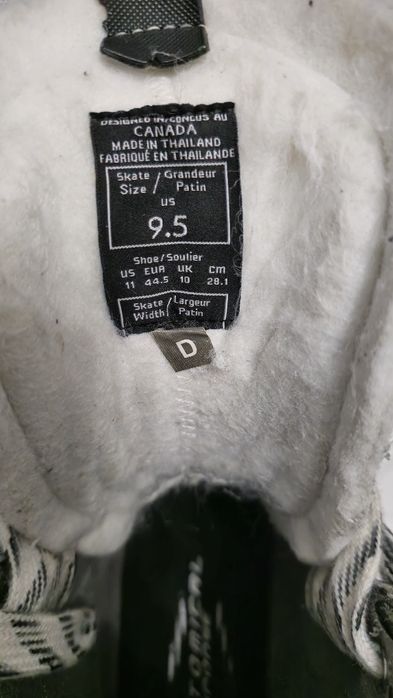 DESIGNED IN/CONÇUS AU
CANADA
MADE IN THAILAND
FABRIQUÉ EN THAILANDE
Skate / Grandeur
Size / Patin
US
9.5
Shoe/Soulier
US EUR UK cm
11 44.5 10 28.1
Skate / Largeur
Width / Patin
D